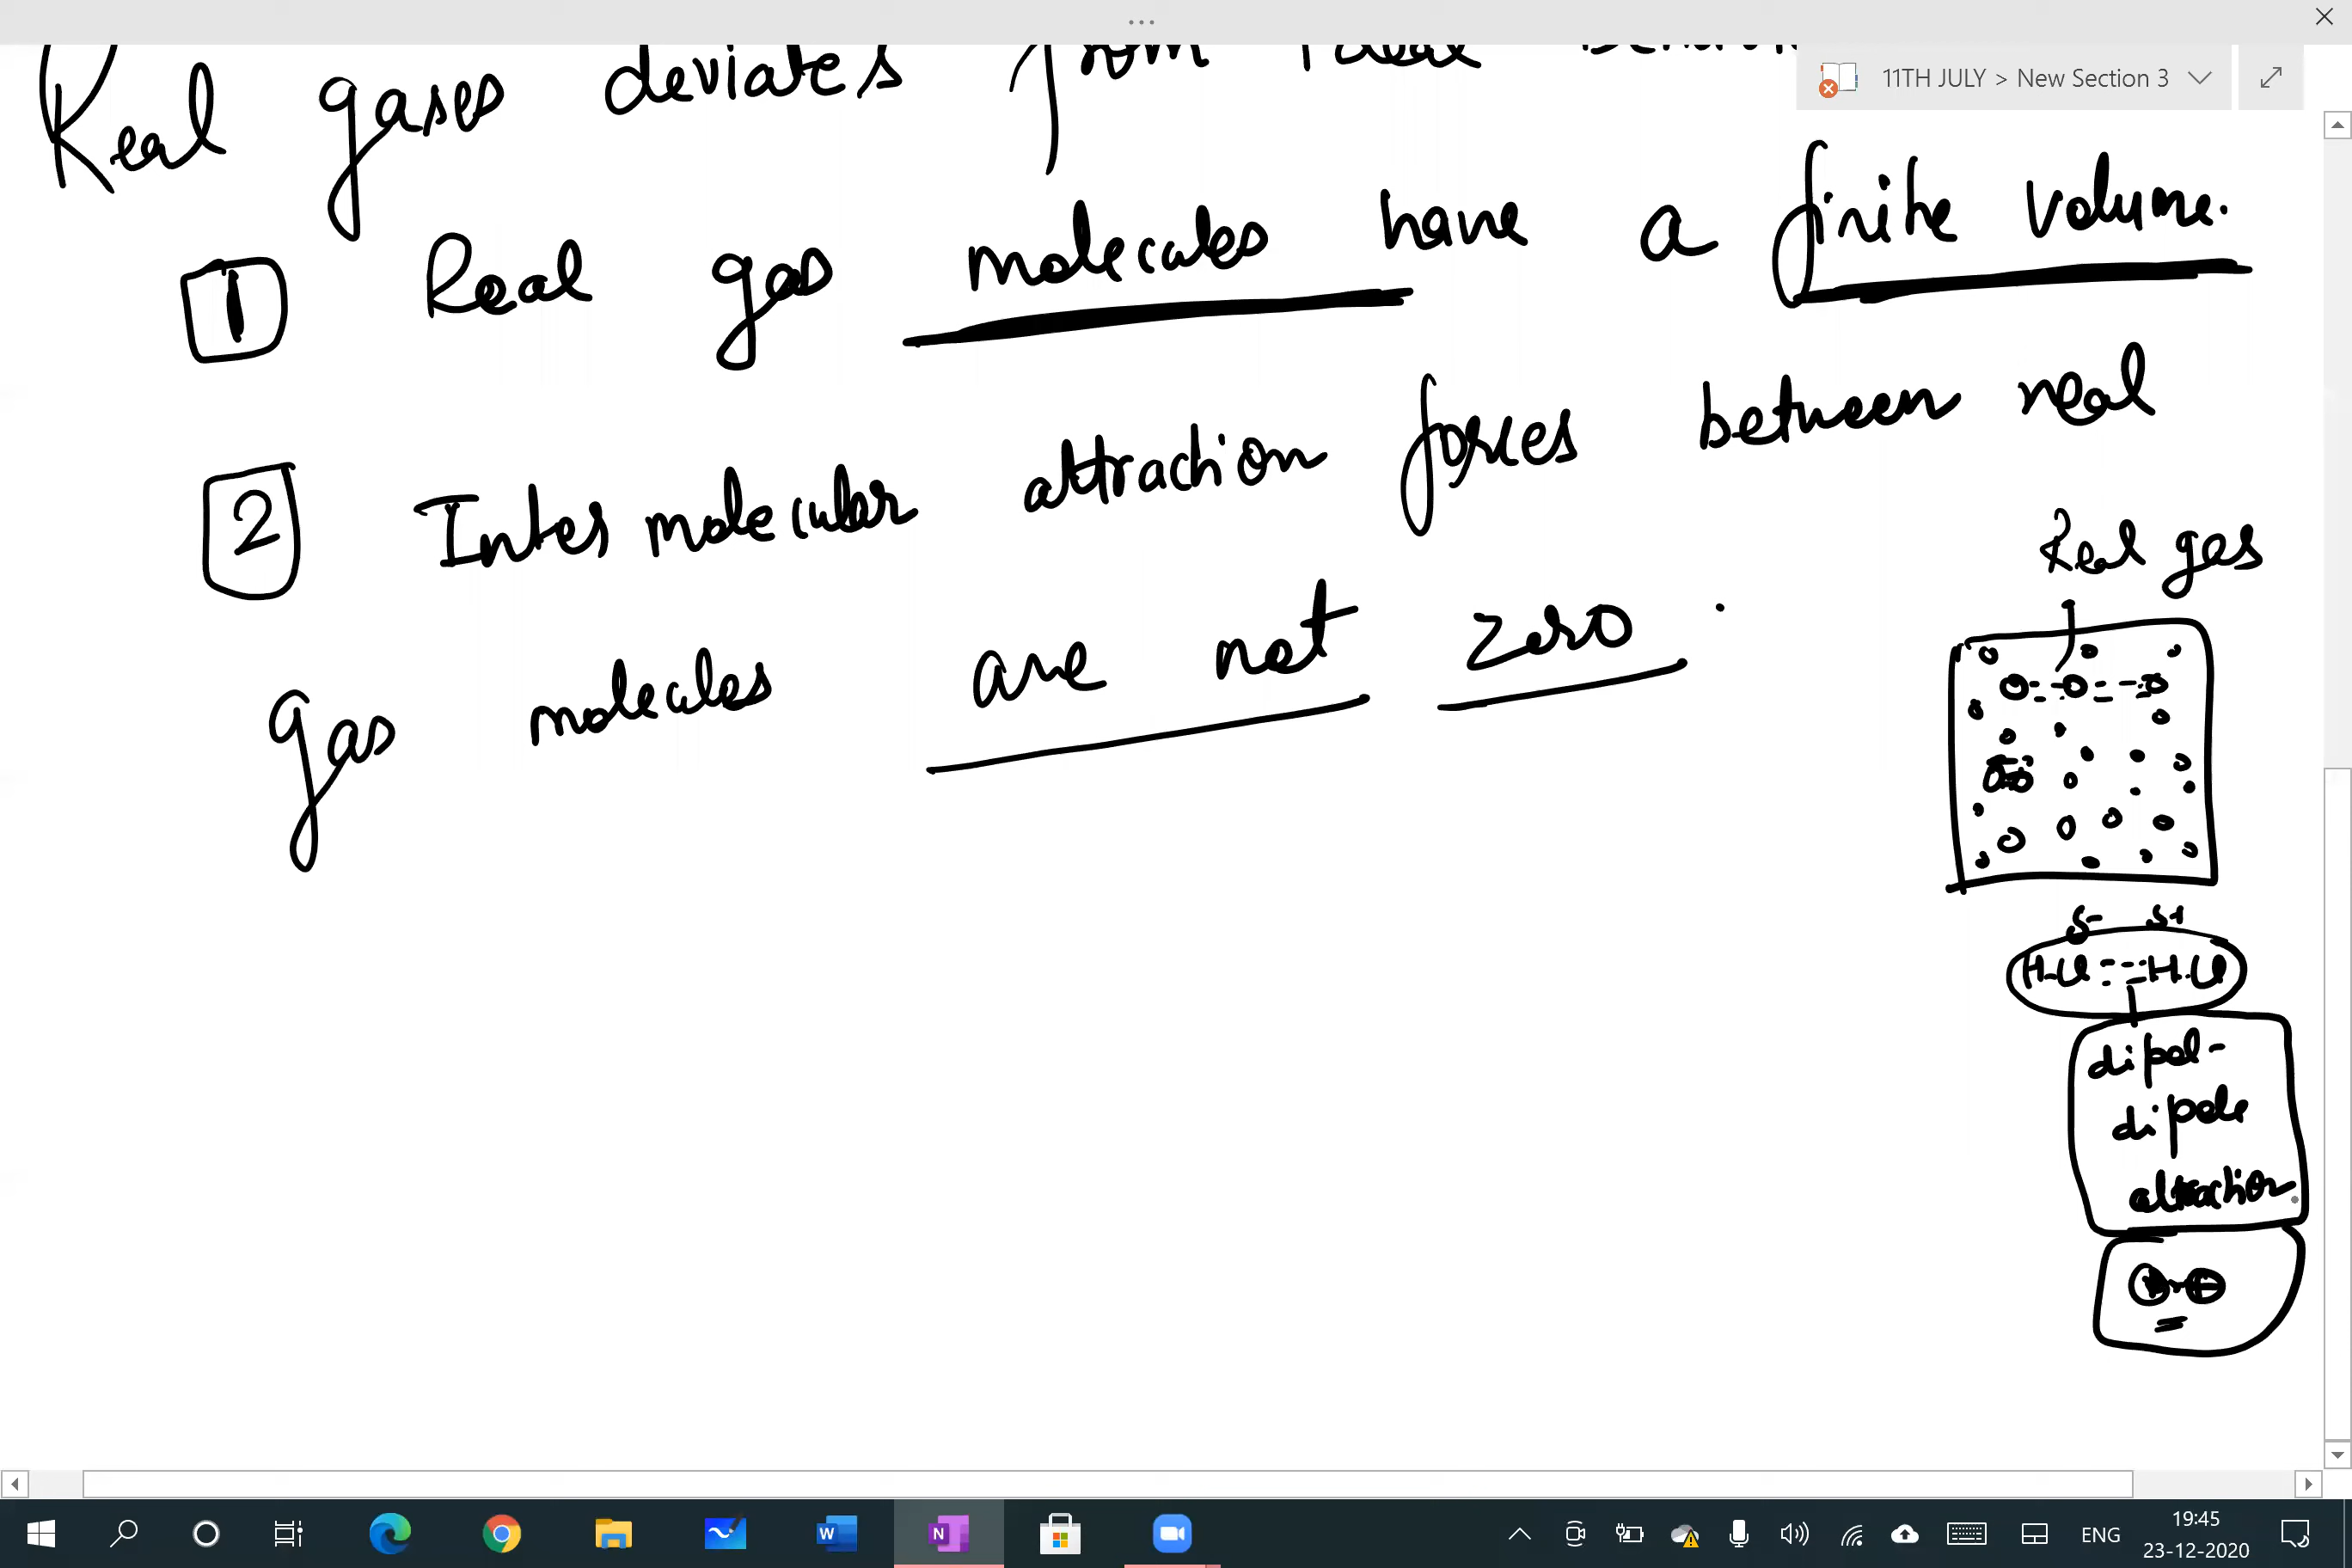 11TH JULY > New Section 3
Real gases deviates from Ideal
1 Real gas molecules have a finite volume.
2 Intermolecular attraction forces between real
gas molecules are not zero.
Real gas
δ- δ+
H-Cl H-Cl
dipol-
dipole
attraction
ENG
19:45
23-12-2020